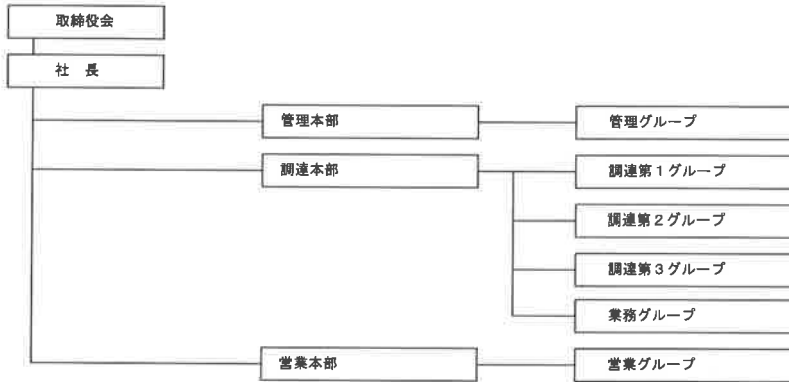 取締役会
社 長
管理本部
管理グループ
調達本部
調達第１グループ
調達第２グループ
調達第３グループ
業務グループ
営業本部
営業グループ